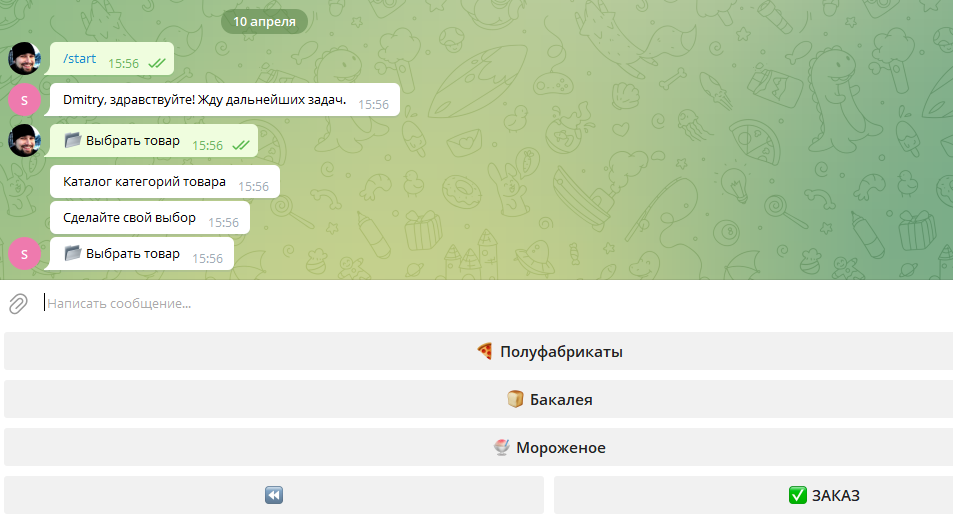 10 апреля
/start 15:56
S
Dmitry, здравствуйте! Жду дальнейших задач. 15:56
Выбрать товар 15:56
Каталог категорий товара 15:56
Сделайте свой выбор 15:56
S
Выбрать товар 15:56
Написать сообщение...
Полуфабрикаты
Бакалея
Мороженое
ЗАКАЗ